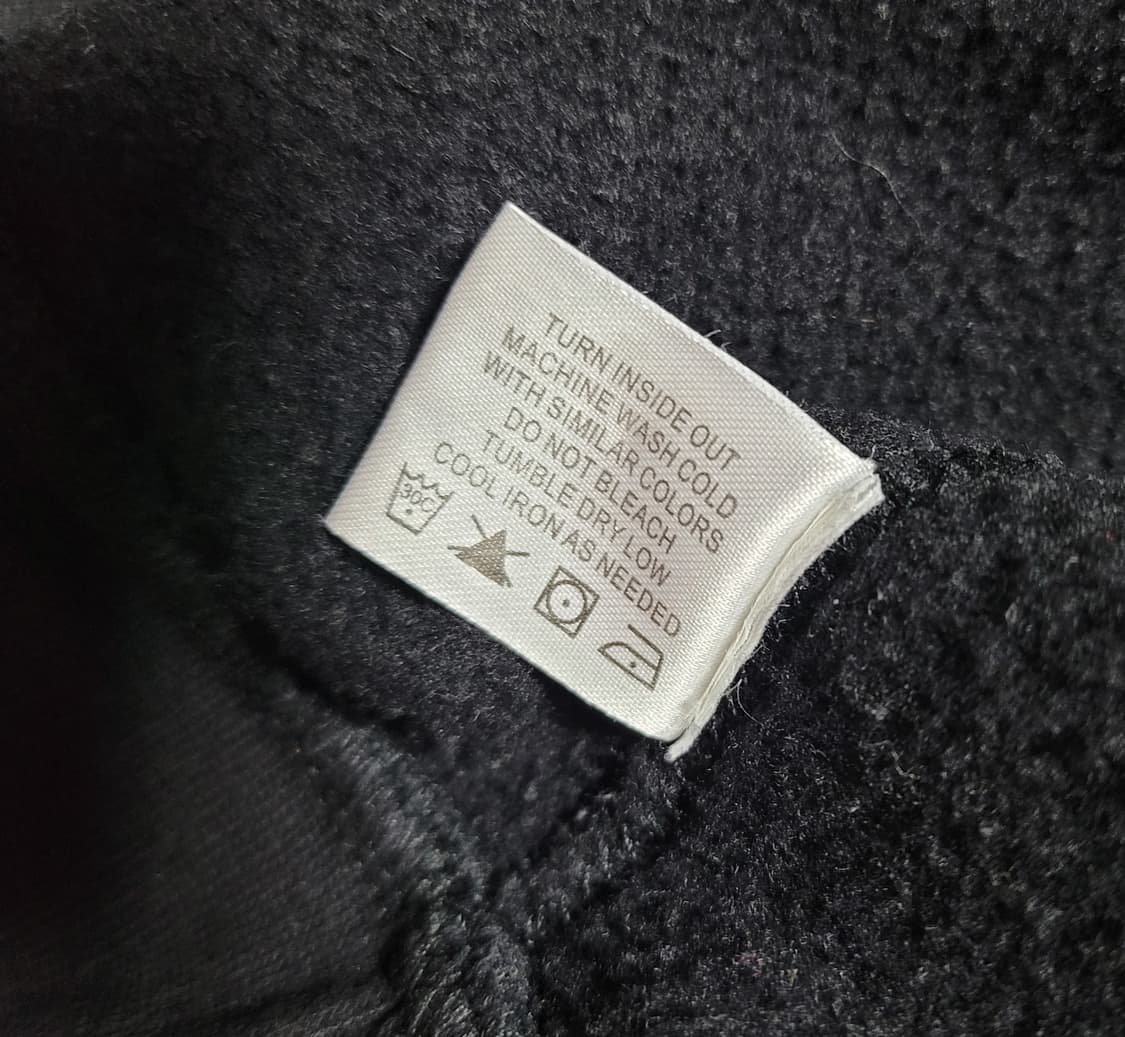 TURN INSIDE OUT
MACHINE WASH COLD
WITH SIMILAR COLORS
DO NOT BLEACH
TUMBLE DRY LOW
COOL IRON AS NEEDED
30C